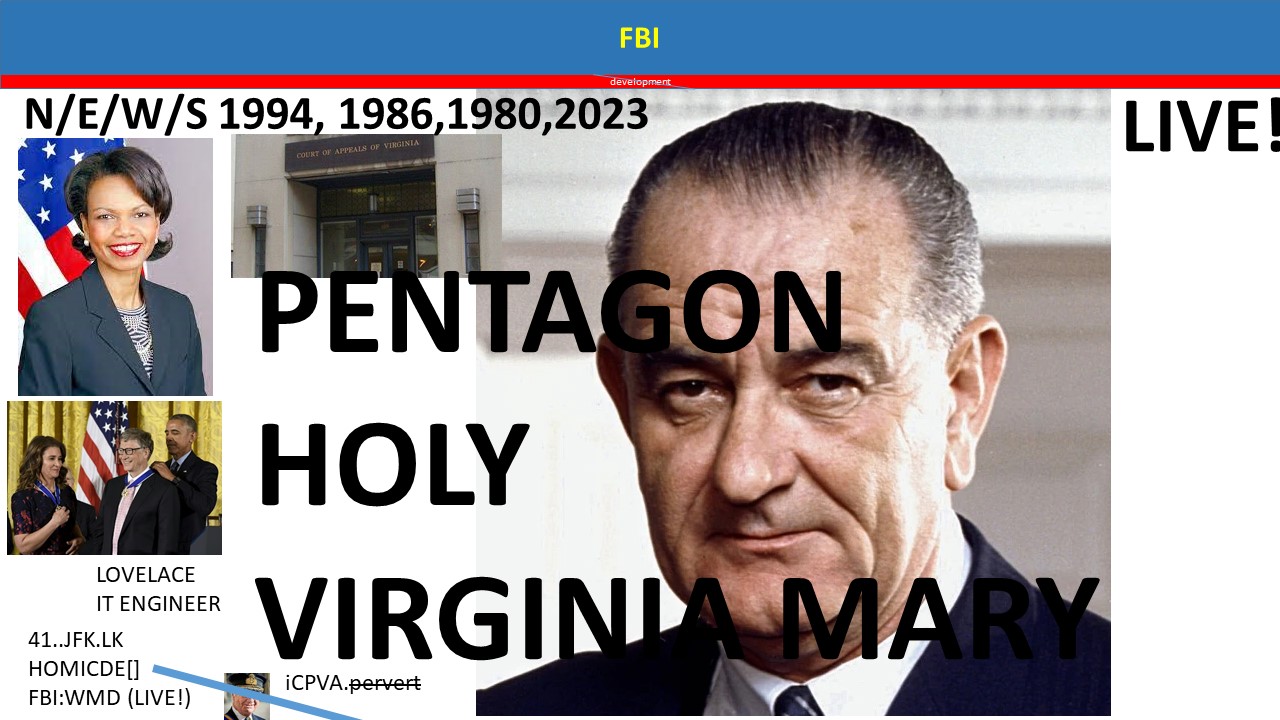 FBI
development
N/E/W/S 1994, 1986,1980,2023
LIVE!
COURT OF APPEALS OF VIRGINIA
PENTAGON
HOLY
VIRGINIA MARY
LOVELACE
IT ENGINEER
41..JFK.LK
HOMICDE[]
FBI:WMD (LIVE!)
iCPVA.pervert